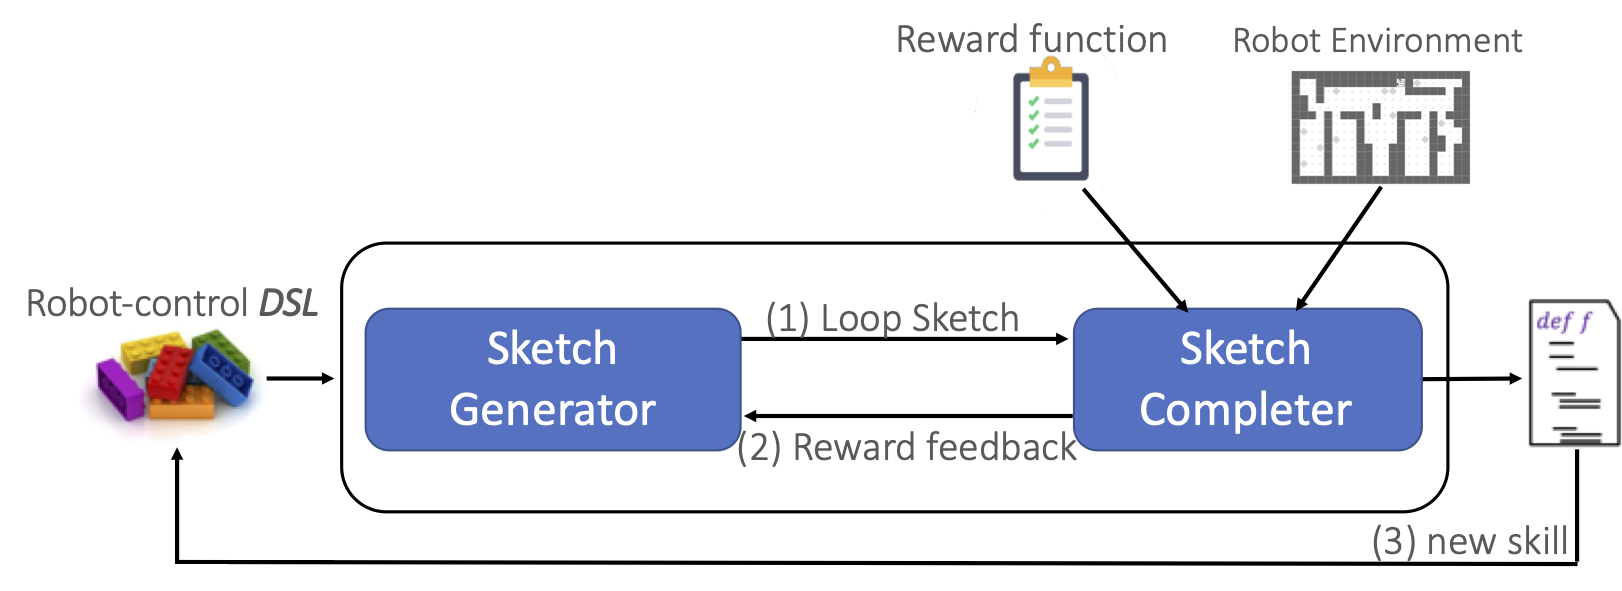 Reward function
Robot Environment
Robot-control DSL
(1) Loop Sketch
Sketch
Generator
Sketch
Completer
(2) Reward feedback
def f
(3) new skill